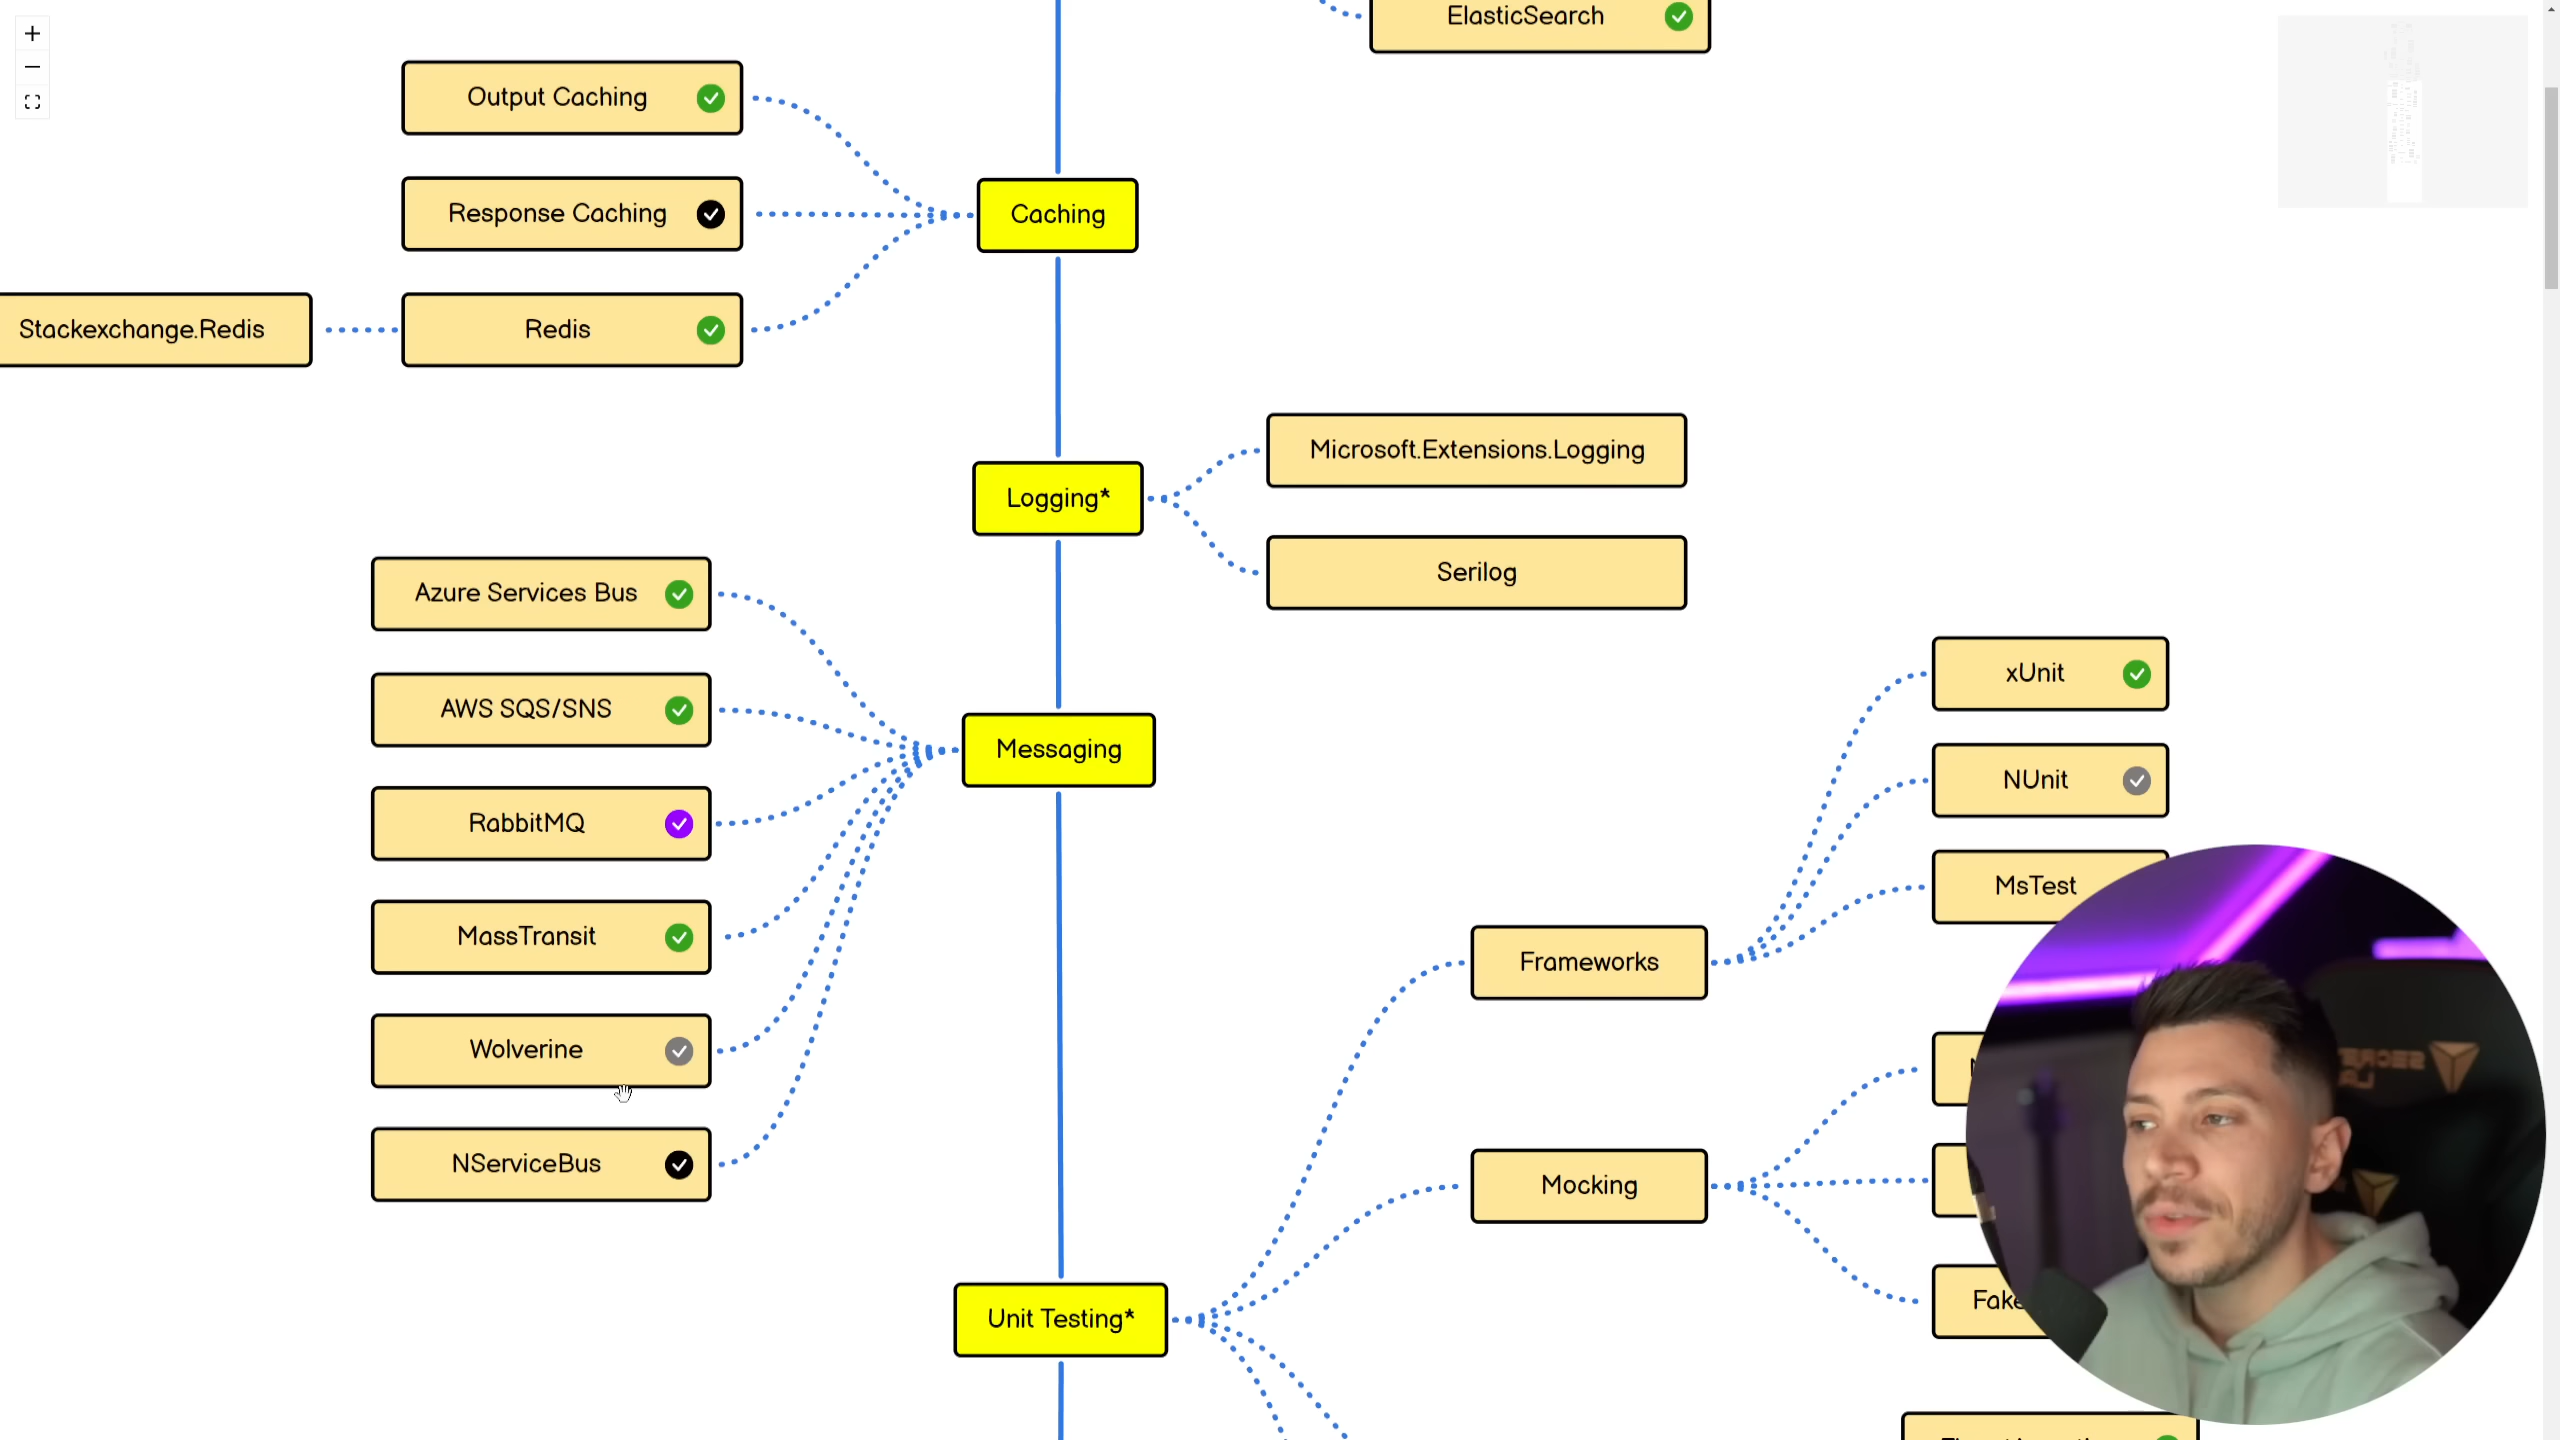 ElasticSearch
Output Caching
Response Caching
Caching
Stackexchange.Redis
Redis
Microsoft.Extensions.Logging
Logging*
Serilog
Azure Services Bus
xUnit
AWS SQS/SNS
Messaging
NUnit
RabbitMQ
MsTest
MassTransit
Frameworks
Wolverine
NServiceBus
Mocking
Unit Testing*